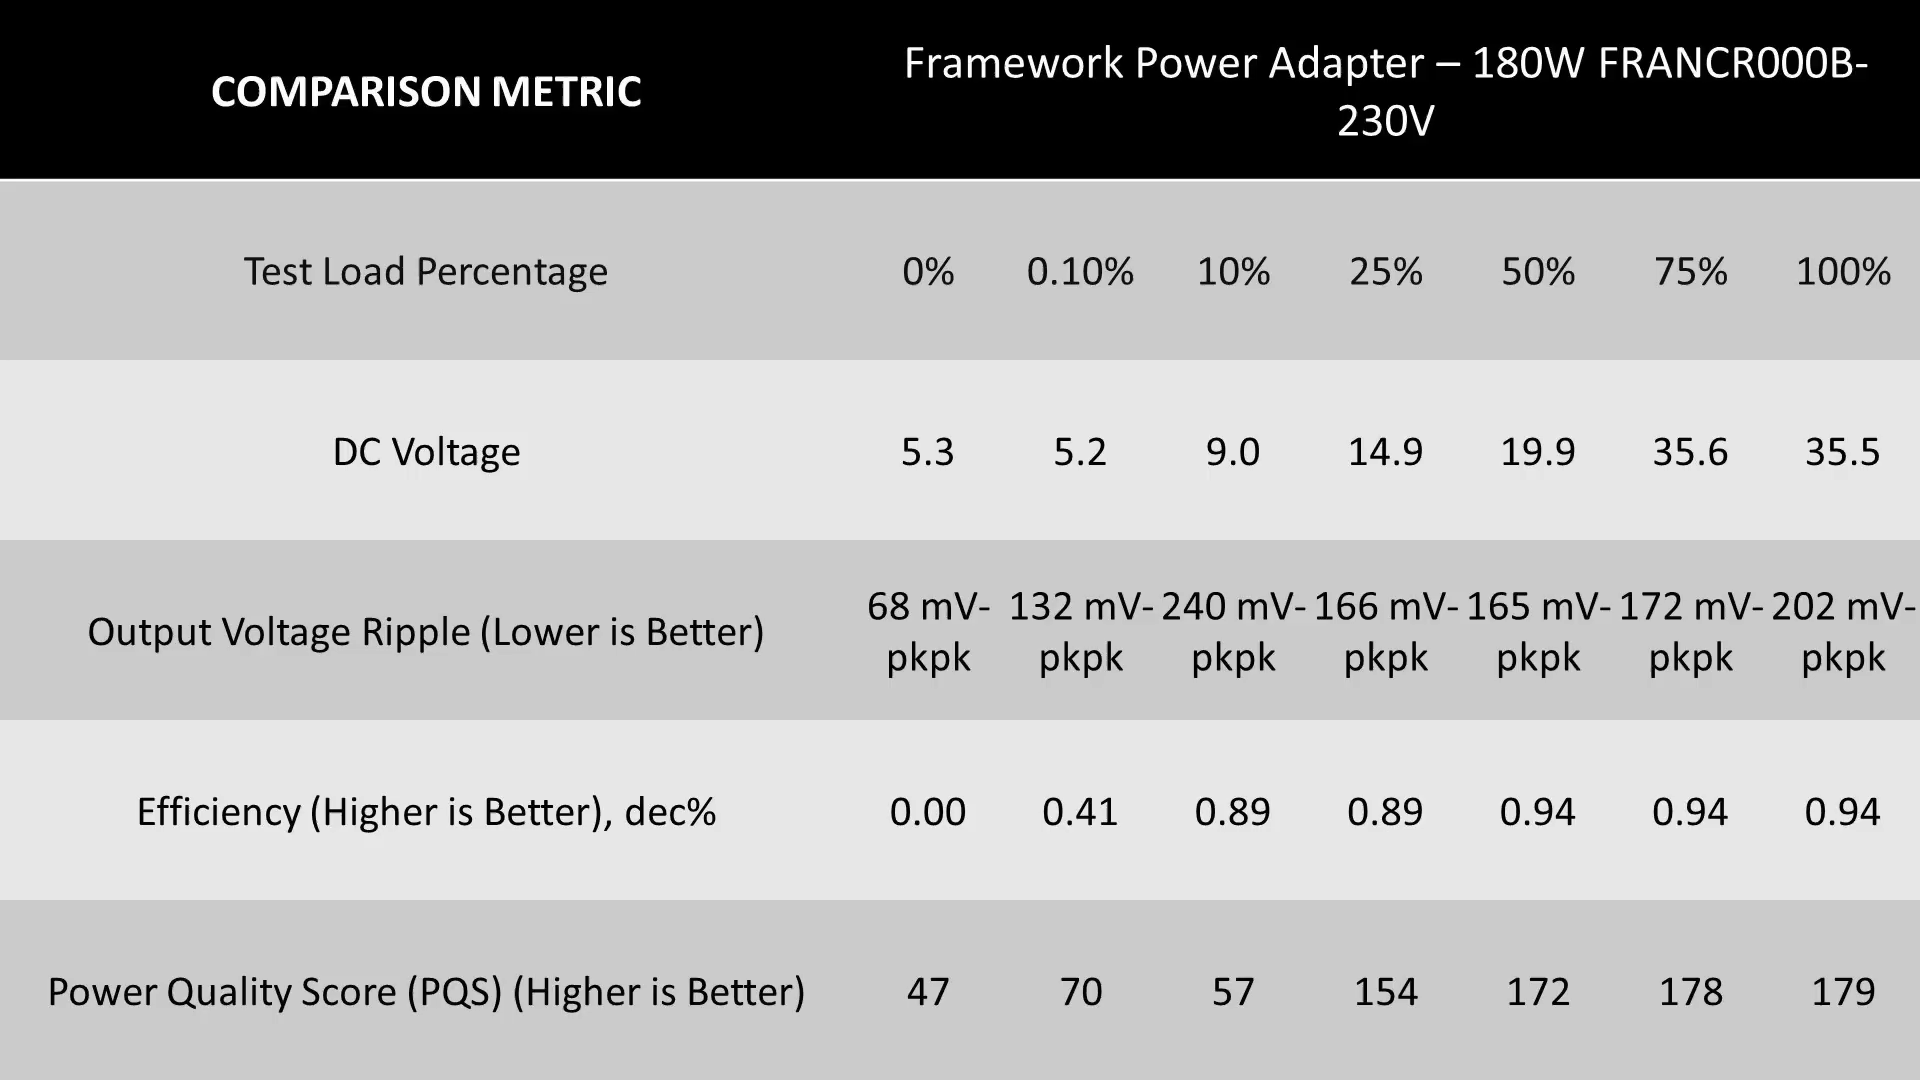 COMPARISON METRIC
Framework Power Adapter – 180W FRANCR000B-
230V
Test Load Percentage 0% 0.10% 10% 25% 50% 75% 100%
DC Voltage 5.3 5.2 9.0 14.9 19.9 35.6 35.5
Output Voltage Ripple (Lower is Better) 68 mV- 132 mV- 240 mV- 166 mV- 165 mV- 172 mV- 202 mV-
pkpk pkpk pkpk pkpk pkpk pkpk pkpk
Efficiency (Higher is Better), dec% 0.00 0.41 0.89 0.89 0.94 0.94 0.94
Power Quality Score (PQS) (Higher is Better) 47 70 57 154 172 178 179